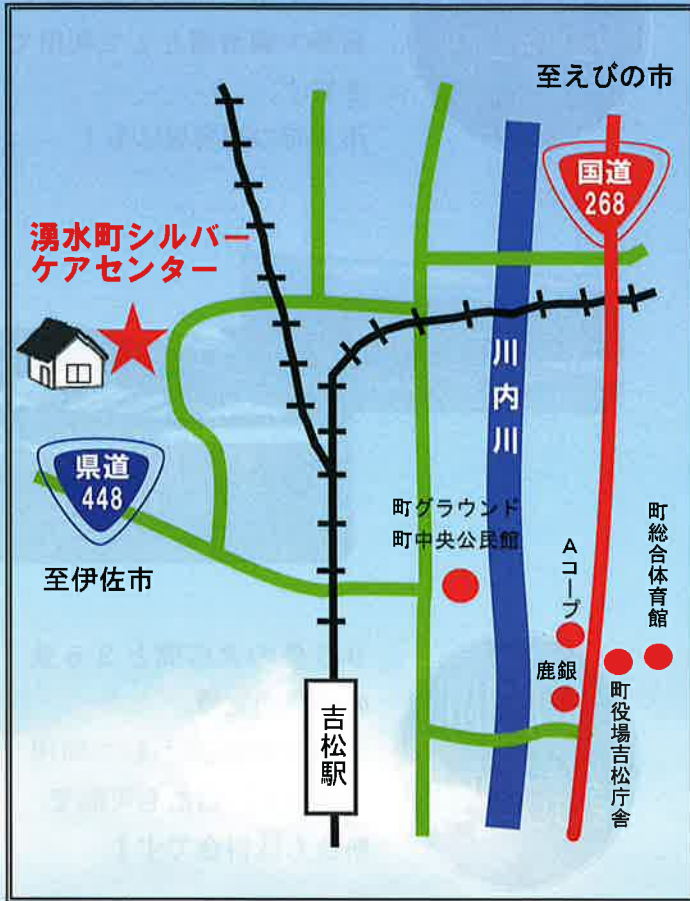 至えびの市
国道
268
湧水町シルバー
ケアセンター
川内川
県道
448
至伊佐市
町グラウンド
町中央公民館
Aコープ
町総合体育館
鹿銀
町役場吉松庁舎
吉松駅